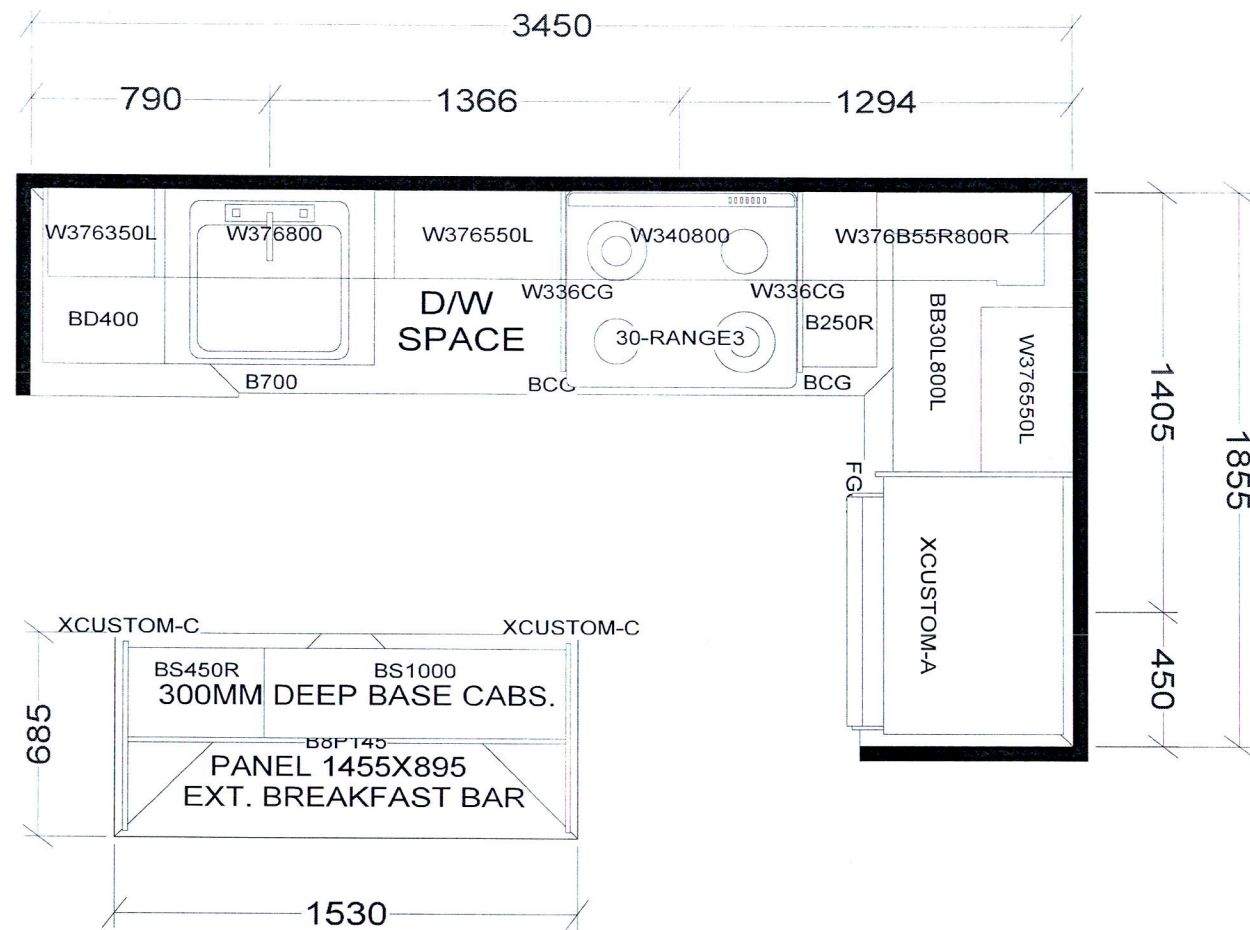 3450
790
1366
1294
W376350L
W376800
W376550L
W340800
W376B55R800R
W336CG
W336CG
D/W
SPACE
BD400
30-RANGE3
B250R
BB30L800L
W376550L
B700
BCG
BCG
FG
XCUSTOM-A
1405
1855
450
XCUSTOM-C
XCUSTOM-C
BS450R
BS1000
300MM DEEP BASE CABS.
B8P145
PANEL 1455X895
EXT. BREAKFAST BAR
685
1530